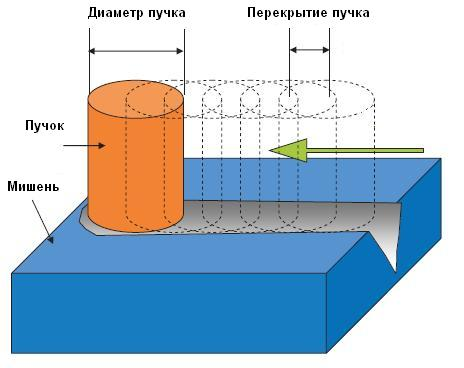 Диаметр пучка
Перекрытие пучка
Пучок
Мишень